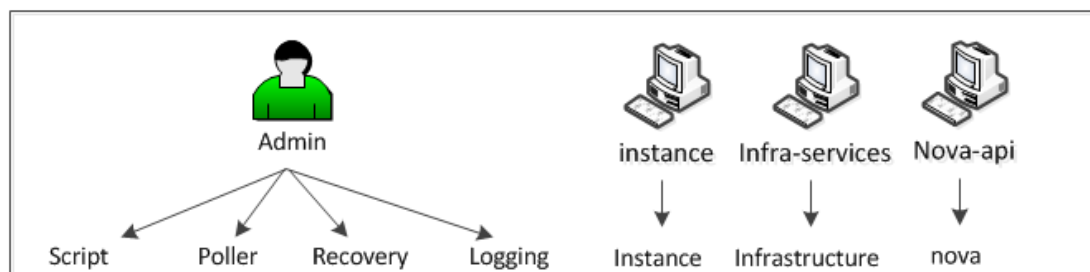 Admin
instance Infra-services Nova-api
Script Poller Recovery Logging Instance Infrastructure nova